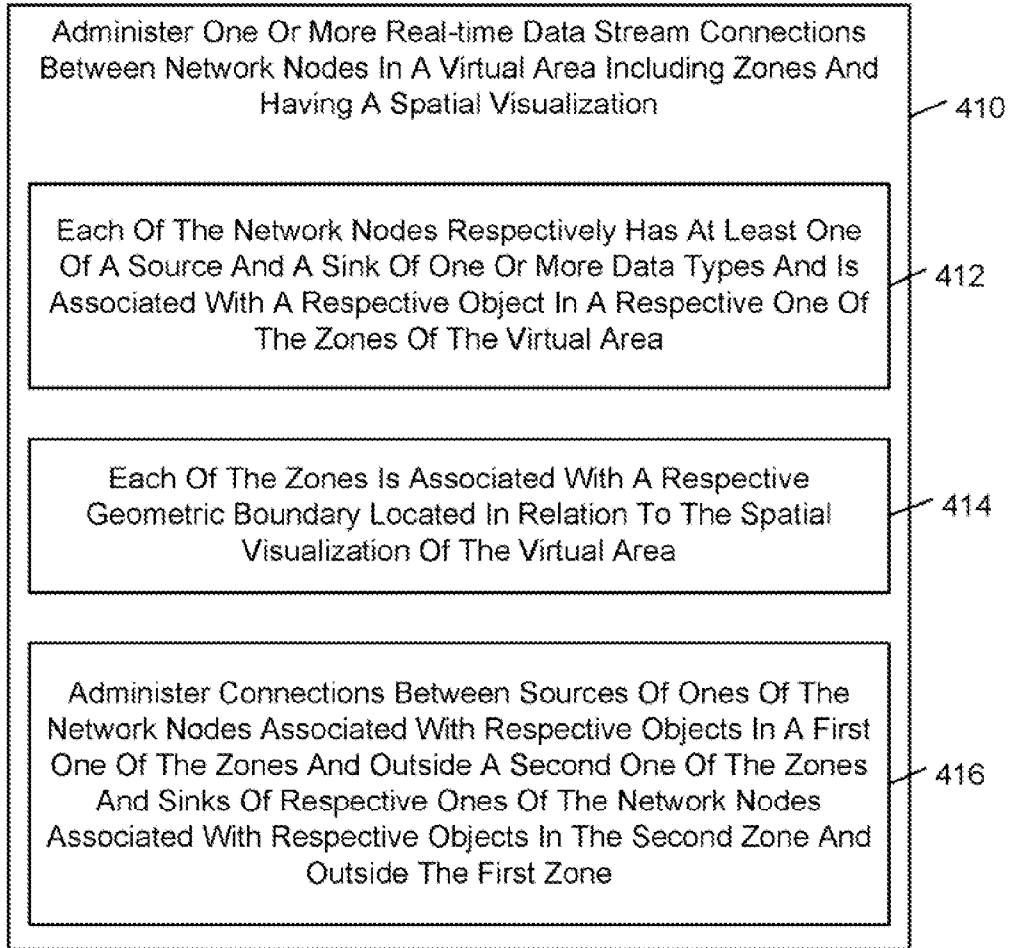 Administer One Or More Real-time Data Stream Connections
Between Network Nodes In A Virtual Area Including Zones And
Having A Spatial Visualization
410
Each Of The Network Nodes Respectively Has At Least One
Of A Source And A Sink Of One Or More Data Types And Is
Associated With A Respective Object In A Respective One Of
The Zones Of The Virtual Area
412
Each Of The Zones Is Associated With A Respective
Geometric Boundary Located In Relation To The Spatial
Visualization Of The Virtual Area
414
Administer Connections Between Sources Of Ones Of The
Network Nodes Associated With Respective Objects In A First
One Of The Zones And Outside A Second One Of The Zones
And Sinks Of Respective Ones Of The Network Nodes
Associated With Respective Objects In The Second Zone And
Outside The First Zone
416